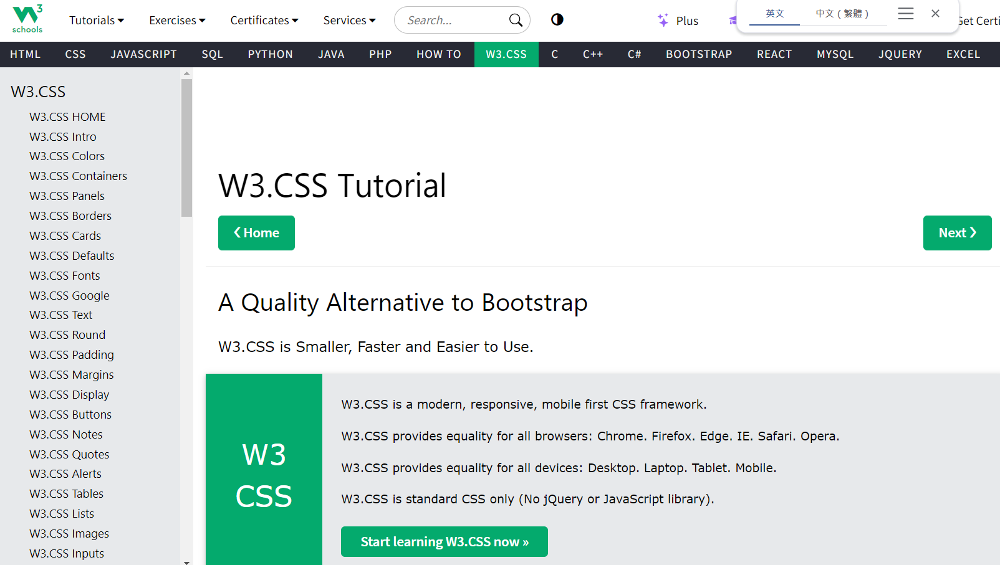 W3
schools
Tutorials
Exercises
Certificates
Services
Search...
Plus
英文
中文（繁體）
Get Certi
HTML CSS JAVASCRIPT SQL PYTHON JAVA PHP HOW TO W3.CSS C C++ C# BOOTSTRAP REACT MYSQL JQUERY EXCEL
W3.CSS
W3.CSS HOME
W3.CSS Intro
W3.CSS Colors
W3.CSS Containers
W3.CSS Panels
W3.CSS Borders
W3.CSS Cards
W3.CSS Defaults
W3.CSS Fonts
W3.CSS Google
W3.CSS Text
W3.CSS Round
W3.CSS Padding
W3.CSS Margins
W3.CSS Display
W3.CSS Buttons
W3.CSS Notes
W3.CSS Quotes
W3.CSS Alerts
W3.CSS Tables
W3.CSS Lists
W3.CSS Images
W3.CSS Inputs
W3.CSS Tutorial
❮ Home
Next ❯
A Quality Alternative to Bootstrap
W3.CSS is Smaller, Faster and Easier to Use.
W3
CSS
W3.CSS is a modern, responsive, mobile first CSS framework.
W3.CSS provides equality for all browsers: Chrome. Firefox. Edge. IE. Safari. Opera.
W3.CSS provides equality for all devices: Desktop. Laptop. Tablet. Mobile.
W3.CSS is standard CSS only (No jQuery or JavaScript library).
Start learning W3.CSS now »